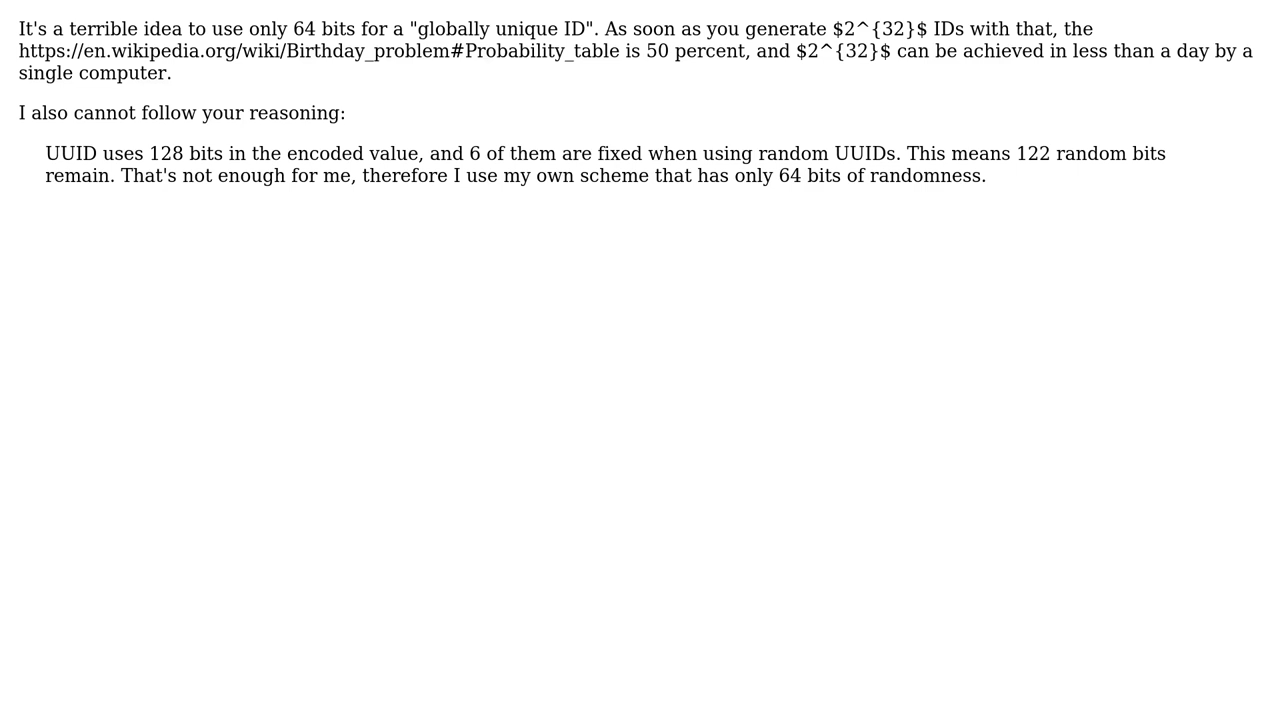 It's a terrible idea to use only 64 bits for a "globally unique ID". As soon as you generate $2^{32}$ IDs with that, the
https://en.wikipedia.org/wiki/Birthday_problem#Probability_table is 50 percent, and $2^{32}$ can be achieved in less than a day by a
single computer.
I also cannot follow your reasoning:
UUID uses 128 bits in the encoded value, and 6 of them are fixed when using random UUIDs. This means 122 random bits
remain. That's not enough for me, therefore I use my own scheme that has only 64 bits of randomness.